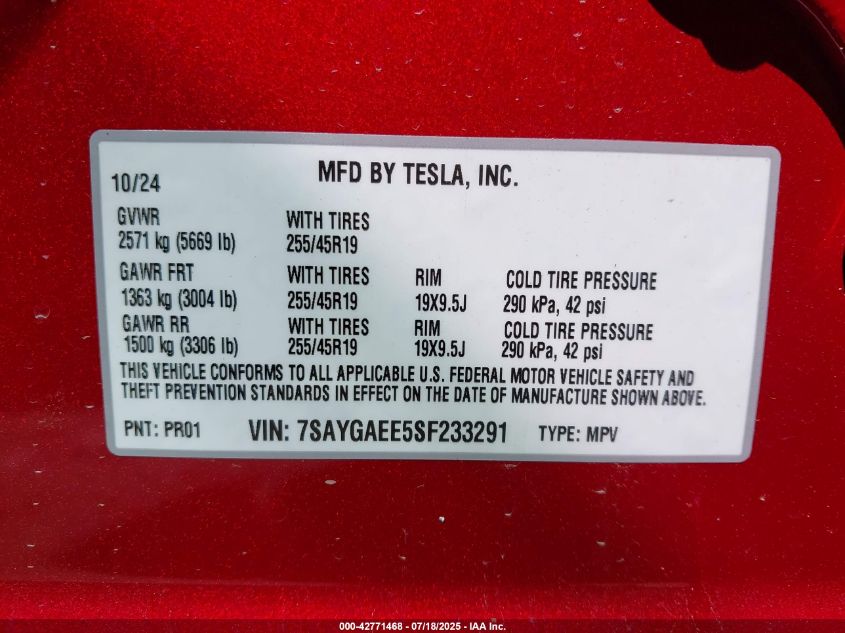 MFD BY TESLA, INC.
10/24
GVWR WITH TIRES
2571 kg (5669 lb) 255/45R19
GAWR FRT WITH TIRES RIM COLD TIRE PRESSURE
1363 kg (3004 lb) 255/45R19 19X9.5J 290 kPa, 42 psi
GAWR RR WITH TIRES RIM COLD TIRE PRESSURE
1500 kg (3306 lb) 255/45R19 19X9.5J 290 kPa, 42 psi
THIS VEHICLE CONFORMS TO ALL APPLICABLE U.S. FEDERAL MOTOR VEHICLE SAFETY AND
THEFT PREVENTION STANDARDS IN EFFECT ON THE DATE OF MANUFACTURE SHOWN ABOVE.
PNT: PR01 VIN: 7SAYGAEE5SF233291 TYPE: MPV
000-42771468 - 07/18/2025 - IAA Inc.